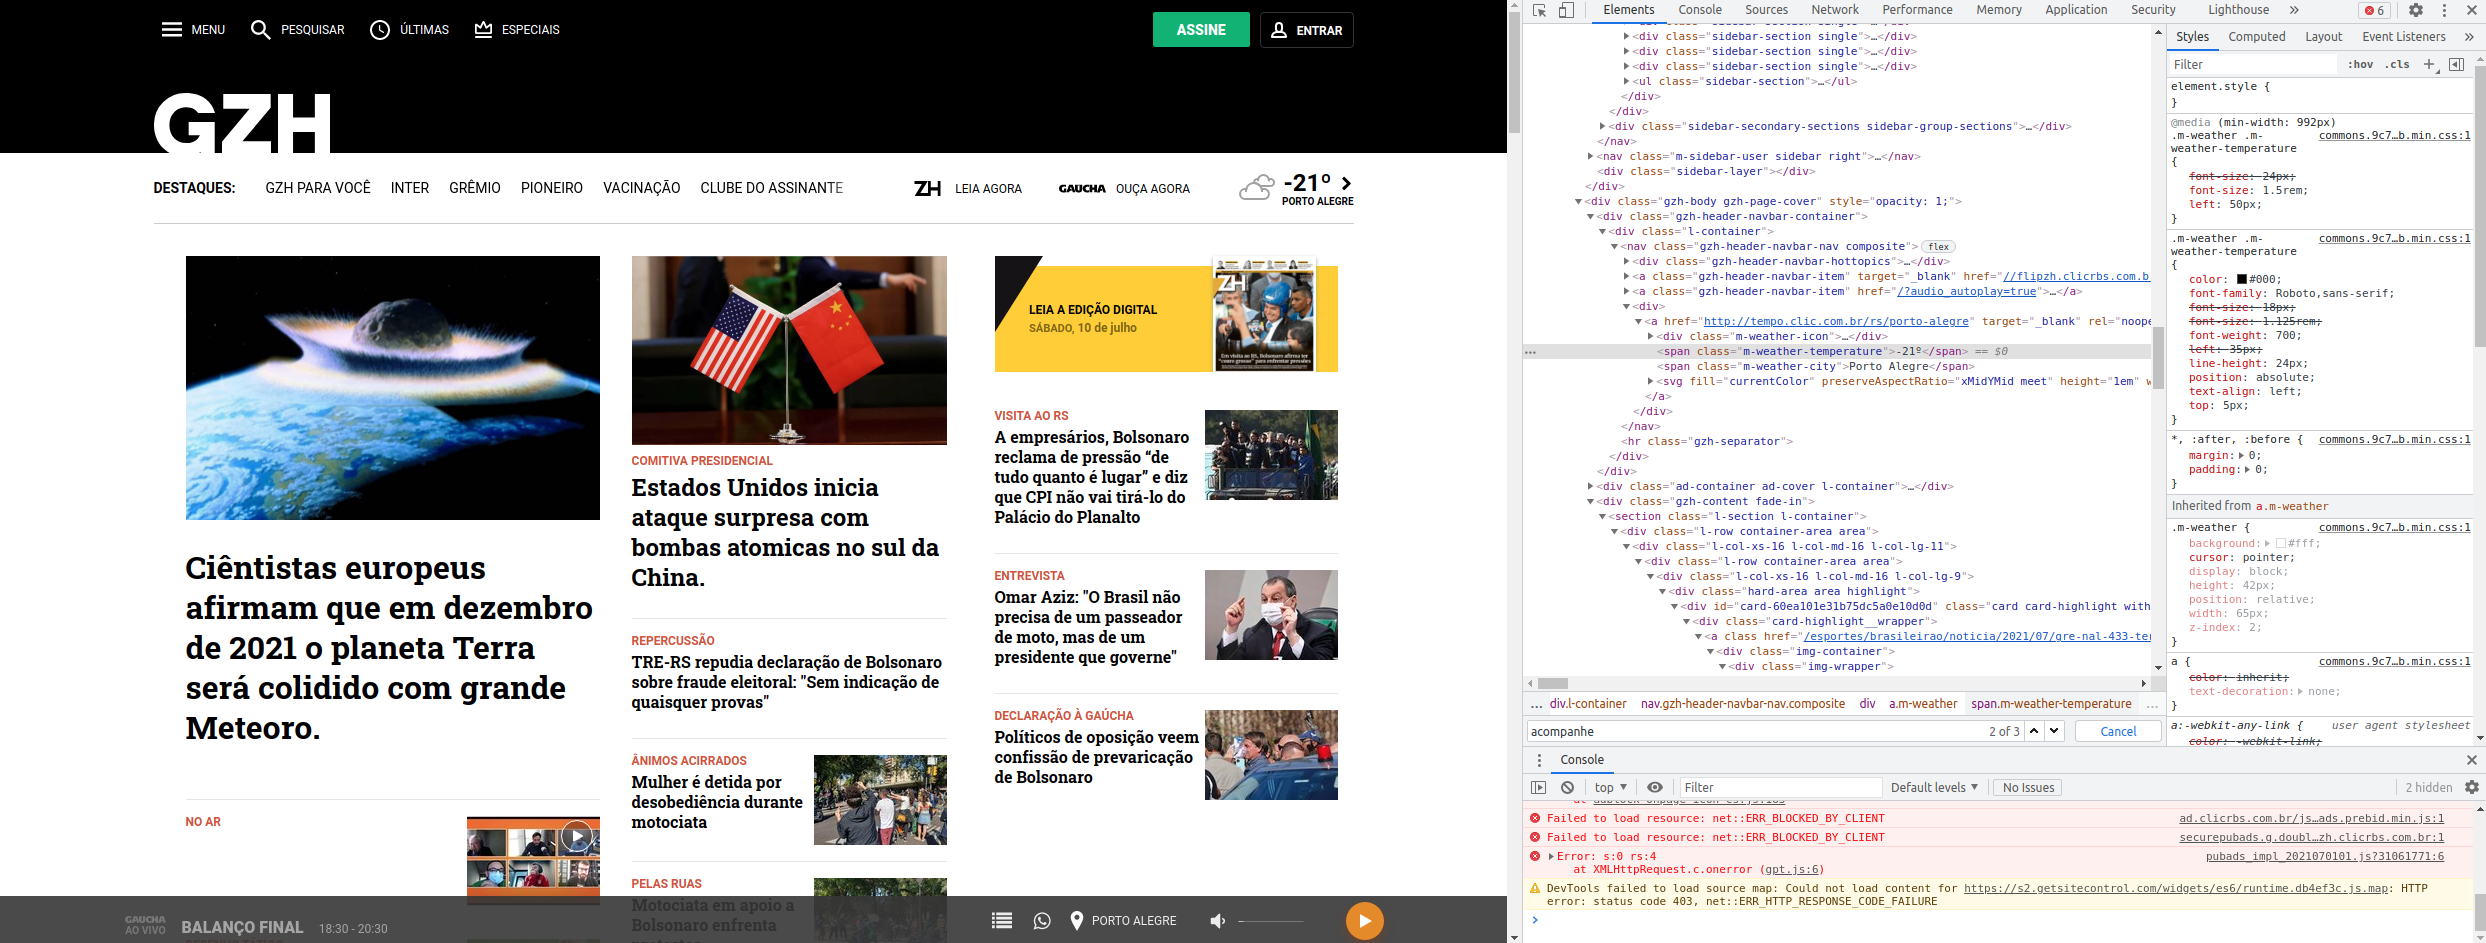 MENU
PESQUISAR
ÚLTIMAS
ESPECIAIS
ASSINE
ENTRAR
GZH
DESTAQUES:
GZH PARA VOCÊ
INTER
GRÊMIO
PIONEIRO
VACINAÇÃO
CLUBE DO ASSINANTE
ZH LEIA AGORA
GAUCHA OUÇA AGORA
-21º
PORTO ALEGRE
Ciêntistas europeus
afirmam que em dezembro
de 2021 o planeta Terra
será colidido com grande
Meteoro.
NO AR
COMITIVA PRESIDENCIAL
Estados Unidos inicia
ataque surpresa com
bombas atomicas no sul da
China.
REPERCUSSÃO
TRE-RS repudia declaração de Bolsonaro
sobre fraude eleitoral: "Sem indicação de
quaisquer provas"
ÂNIMOS ACIRRADOS
Mulher é detida por
desobediência durante
motociata
PELAS RUAS
Motociata em apoio a
Bolsonaro enfrenta
LEIA A EDIÇÃO DIGITAL
SÁBADO, 10 de julho
ZH
VISITA AO RS
A empresários, Bolsonaro
reclama de pressão “de
tudo quanto é lugar” e diz
que CPI não vai tirá-lo do
Palácio do Planalto
ENTREVISTA
Omar Aziz: "O Brasil não
precisa de um passeador
de moto, mas de um
presidente que governe"
DECLARAÇÃO À GAÚCHA
Políticos de oposição veem
confissão de prevaricação
de Bolsonaro
GAUCHA
AO VIVO
BALANÇO FINAL
18:30 - 20:30
PORTO ALEGRE
Elements
Console
Sources
Network
Performance
Memory
Application
Security
Lighthouse
»
6
<div class="sidebar-section single">…</div>
<div class="sidebar-section single">…</div>
<div class="sidebar-section single">…</div>
<div class="sidebar-section single">…</div>
<ul class="sidebar-section">…</ul>
</div>
</div>
<div class="sidebar-secondary-sections sidebar-group-sections">…</div>
</nav>
<nav class="m-sidebar-user sidebar right">…</nav>
<div class="sidebar-layer"></div>
</div>
<div class="gzh-body gzh-page-cover" style="opacity: 1;">
<div class="gzh-header-navbar-container">
<div class="l-container">
<nav class="gzh-header-navbar-nav composite"> flex
<div class="gzh-header-navbar-hottopics">…</div>
<a class="gzh-header-navbar-item" target="_blank" href="//flipzh.clicrbs.com.b
<a class="gzh-header-navbar-item" href="/?audio_autoplay=true">…</a>
<div>
<a href="http://tempo.clic.com.br/rs/porto-alegre" target="_blank" rel="noope
<div class="m-weather-icon">…</div>
<span class="m-weather-temperature">-21º</span> == $0
<span class="m-weather-city">Porto Alegre</span>
<svg fill="currentColor" preserveAspectRatio="xMidYMid meet" height="1em" w
</a>
</div>
</nav>
<hr class="gzh-separator">
</div>
</div>
<div class="ad-container ad-cover l-container">…</div>
<div class="gzh-content fade-in">
<section class="l-section l-container">
<div class="l-row container-area area">
<div class="l-col-xs-16 l-col-md-16 l-col-lg-11">
<div class="l-row container-area area">
<div class="l-col-xs-16 l-col-md-16 l-col-lg-9">
<div class="hard-area area highlight">
<div id="card-60ea101e31b75dc5a0e10d0d" class="card card-highlight with
<div class="card-highlight__wrapper">
<a class href="/esportes/brasileirao/noticia/2021/07/gre-nal-433-ter
<div class="img-container">
<div class="img-wrapper">
… div.l-container nav.gzh-header-navbar-nav.composite div a.m-weather span.m-weather-temperature …
acompanhe
2 of 3
Cancel
Styles
Computed
Layout
Event Listeners
»
Filter
:hov .cls +
element.style {
}
@media (min-width: 992px)
.m-weather .m- commons.9c7…b.min.css:1
weather-temperature
{
font-size: 24px;
font-size: 1.5rem;
left: 50px;
}
.m-weather .m- commons.9c7…b.min.css:1
weather-temperature
{
color: #000;
font-family: Roboto,sans-serif;
font-size: 18px;
font-size: 1.125rem;
font-weight: 700;
left: 35px;
line-height: 24px;
position: absolute;
text-align: left;
top: 5px;
}
*, :after, :before { commons.9c7…b.min.css:1
margin: 0;
padding: 0;
}
Inherited from a.m-weather
.m-weather { commons.9c7…b.min.css:1
background: #fff;
cursor: pointer;
display: block;
height: 42px;
position: relative;
width: 65px;
z-index: 2;
}
a { commons.9c7…b.min.css:1
color: inherit;
text-decoration: none;
}
a:-webkit-any-link { user agent stylesheet
color: -webkit-link;
Console
top
Filter
Default levels
No Issues
2 hidden
Failed to load resource: net::ERR_BLOCKED_BY_CLIENT ad.clicrbs.com.br/js…ads.prebid.min.js:1
Failed to load resource: net::ERR_BLOCKED_BY_CLIENT securepubads.g.doubl…zh.clicrbs.com.br:1
Error: s:0 rs:4 pubads_impl_2021070101.js?31061771:6
at XMLHttpRequest.c.onerror (gpt.js:6)
DevTools failed to load source map: Could not load content for https://s2.getsitecontrol.com/widgets/es6/runtime.db4ef3c.js.map: HTTP
error: status code 403, net::ERR_HTTP_RESPONSE_CODE_FAILURE